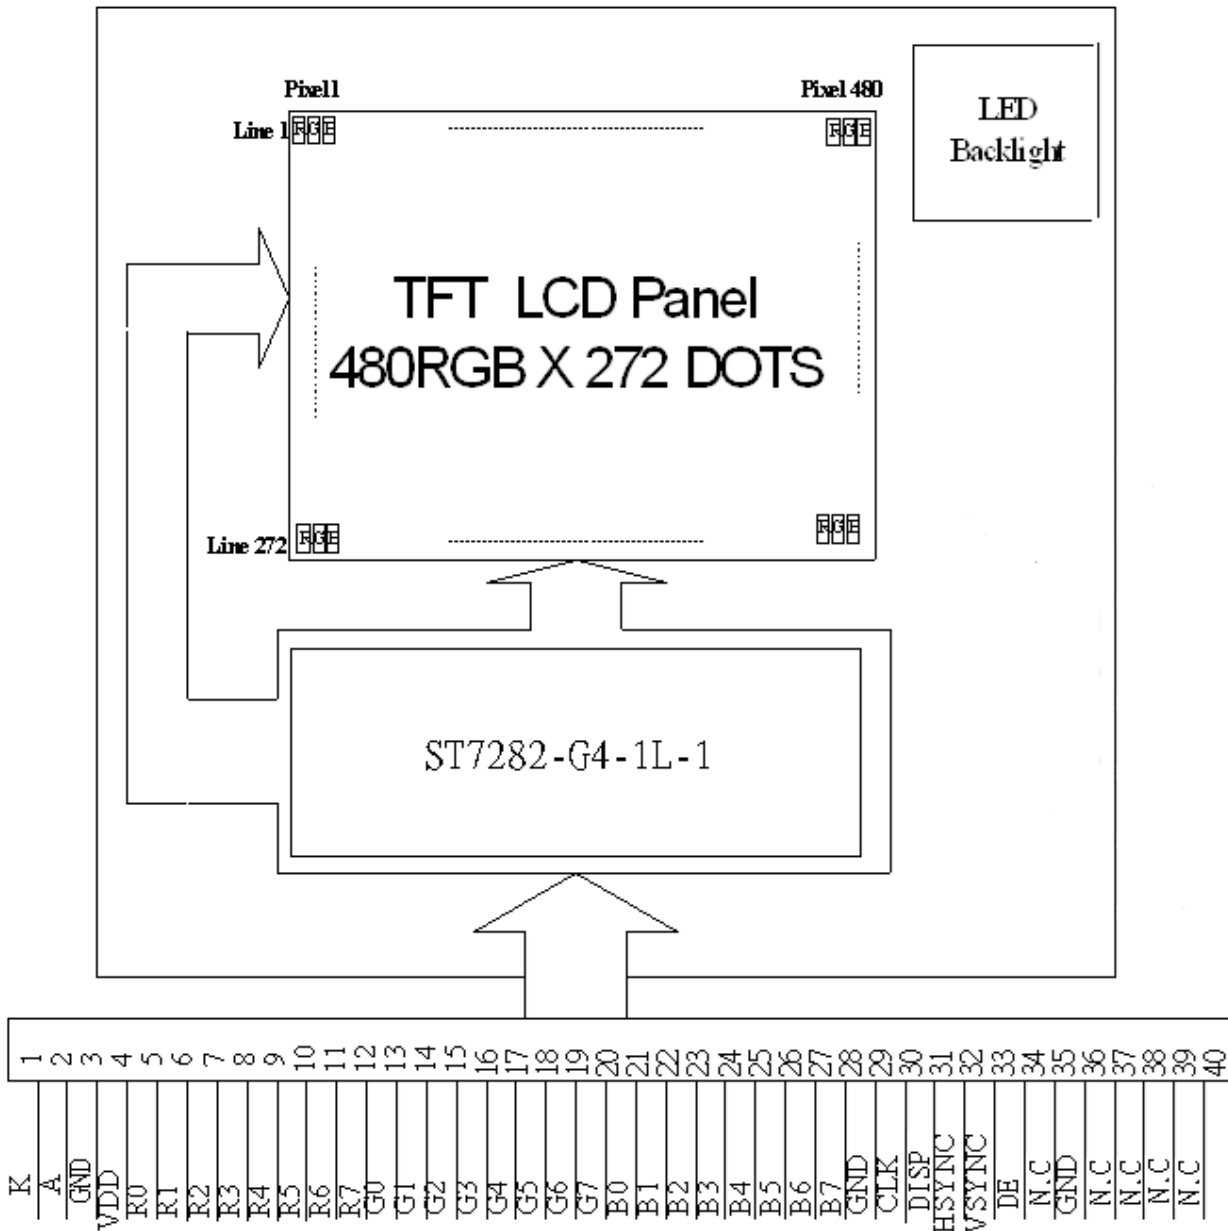 Pixel1 Pixel 480
LED
Backlight
Line 1 R G B R G B
TFT LCD Panel
480RGB X 272 DOTS
Line 272 R G B R G B
ST7282-G4-1L-1
1 2 3 4 5 6 7 8 9 10 11 12 13 14 15 16 17 18 19 20 21 22 23 24 25 26 27 28 29 30 31 32 33 34 35 36 37 38 39 40
K A GND VDD R0 R1 R2 R3 R4 R5 R6 R7 G0 G1 G2 G3 G4 G5 G6 G7 B0 B1 B2 B3 B4 B5 B6 B7 GND CLK DISP HSYNC VSYNC DE N.C GND N.C N.C N.C N.C